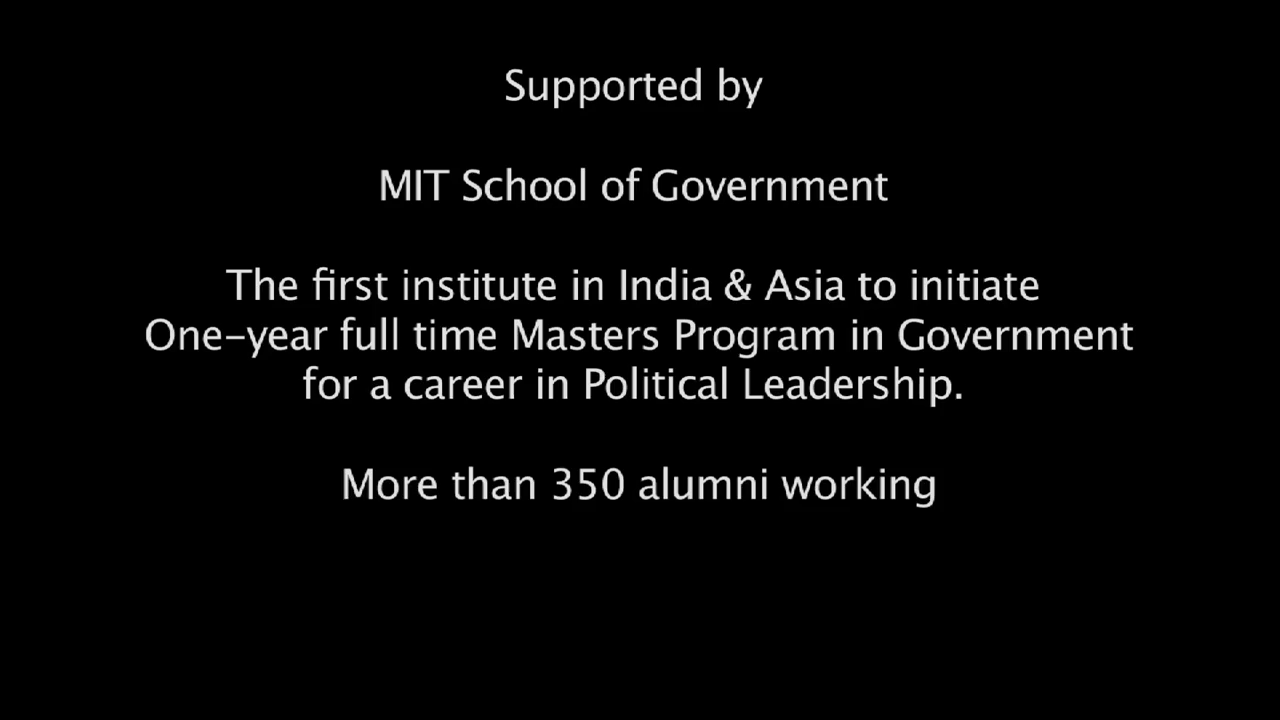 Supported by
MIT School of Government
The first institute in India & Asia to initiate
One-year full time Masters Program in Government
for a career in Political Leadership.
More than 350 alumni working